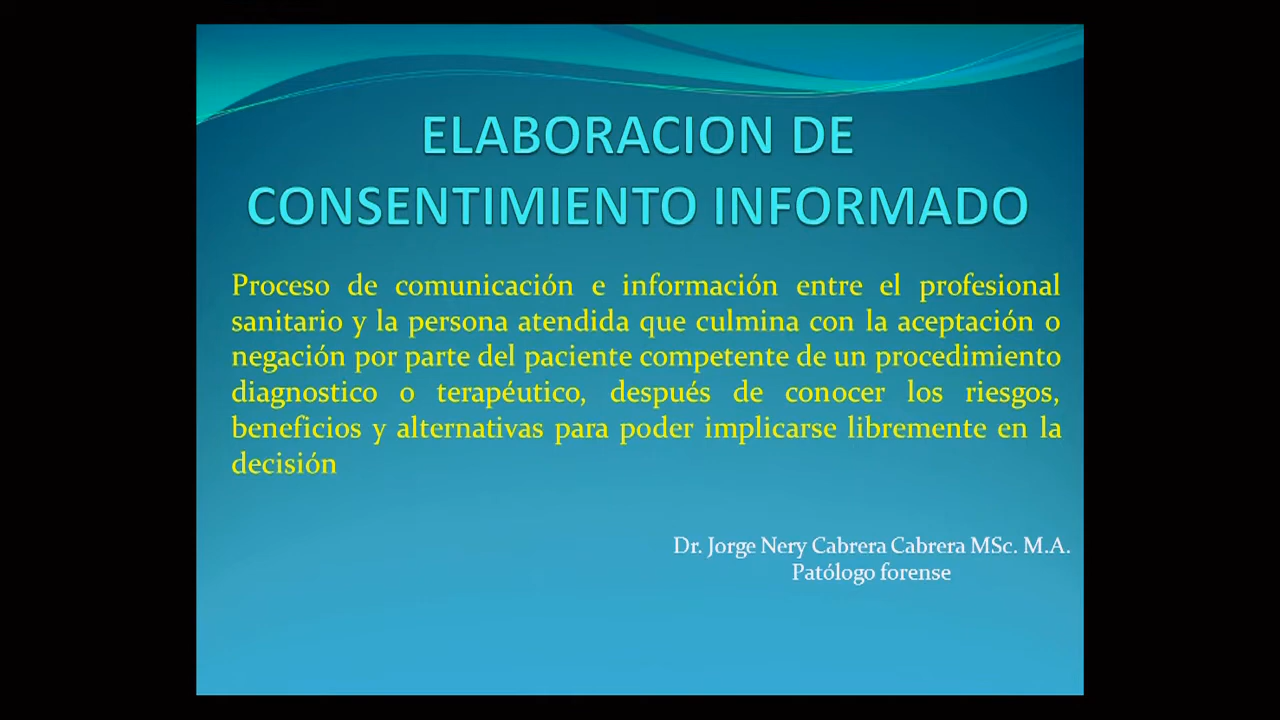 ELABORACION DE
CONSENTIMIENTO INFORMADO
Proceso de comunicación e información entre el profesional
sanitario y la persona atendida que culmina con la aceptación o
negación por parte del paciente competente de un procedimiento
diagnostico o terapéutico, después de conocer los riesgos,
beneficios y alternativas para poder implicarse libremente en la
decisión
Dr. Jorge Nery Cabrera Cabrera MSc. M.A.
Patólogo forense